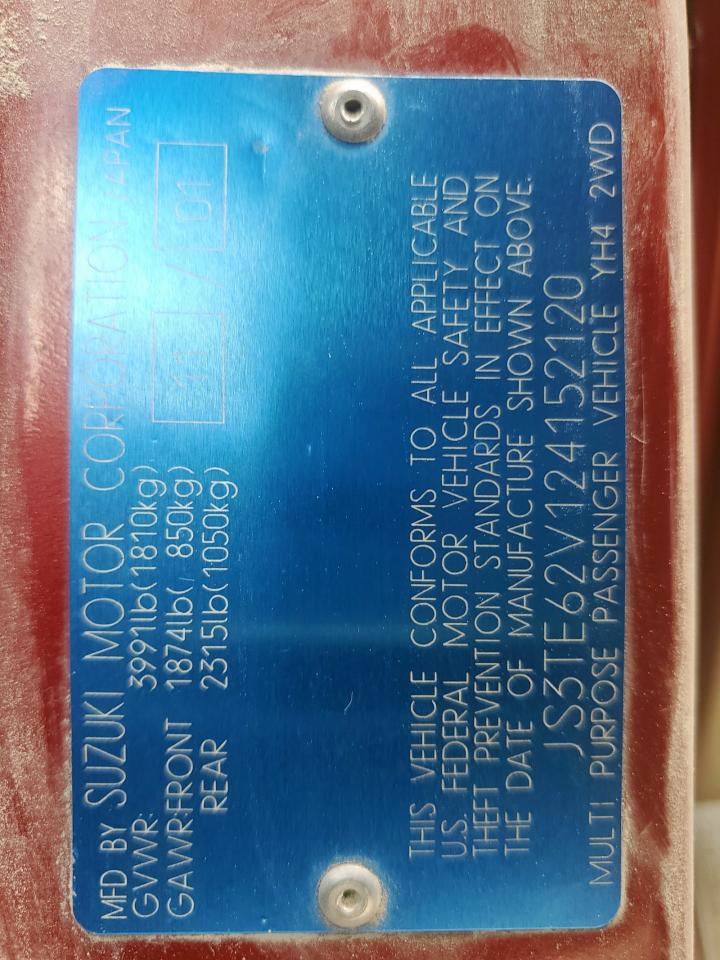 MFD BY SUZUKI MOTOR CORPORATION JAPAN
GVWR: 3991lb(1810kg)
GAWR:FRONT 1874lb( 850kg)
REAR 2315lb(1050kg)
11 / 01
THIS VEHICLE CONFORMS TO ALL APPLICABLE
U.S. FEDERAL MOTOR VEHICLE SAFETY AND
THEFT PREVENTION STANDARDS IN EFFECT ON
THE DATE OF MANUFACTURE SHOWN ABOVE.
JS3TE62V124152120
MULTI PURPOSE PASSENGER VEHICLE YH4 2WD